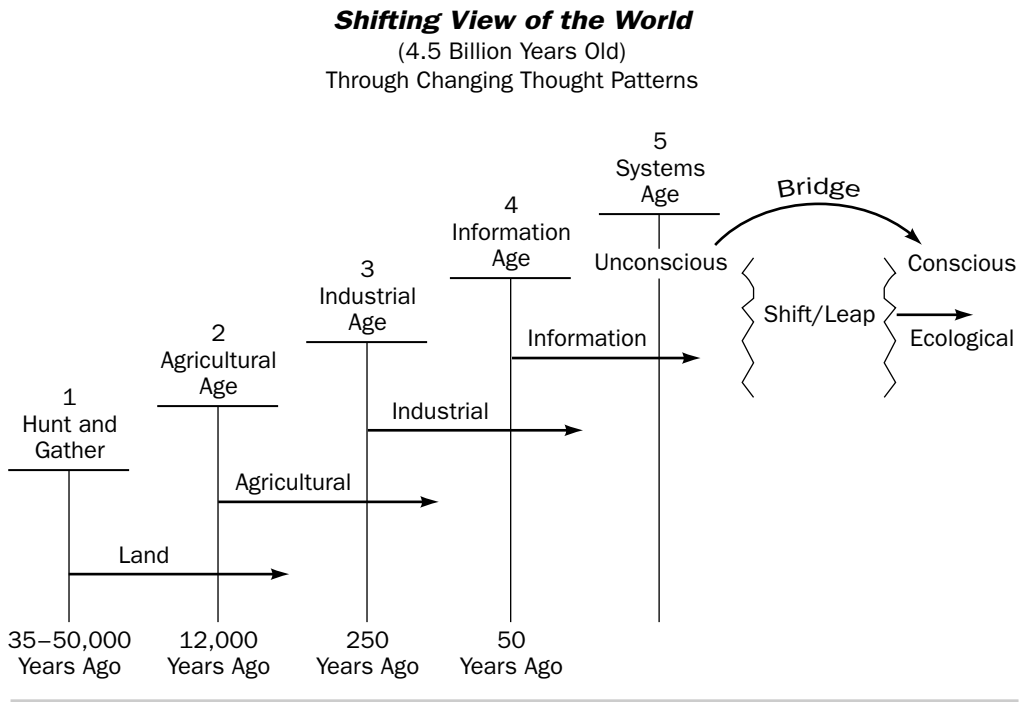 Shifting View of the World
(4.5 Billion Years Old)
Through Changing Thought Patterns
1
Hunt and
Gather
2
Agricultural
Age
3
Industrial
Age
4
Information
Age
5
Systems
Age
Bridge
Unconscious
Conscious
Shift/Leap
Ecological
Information
Industrial
Agricultural
Land
35–50,000
Years Ago
12,000
Years Ago
250
Years Ago
50
Years Ago